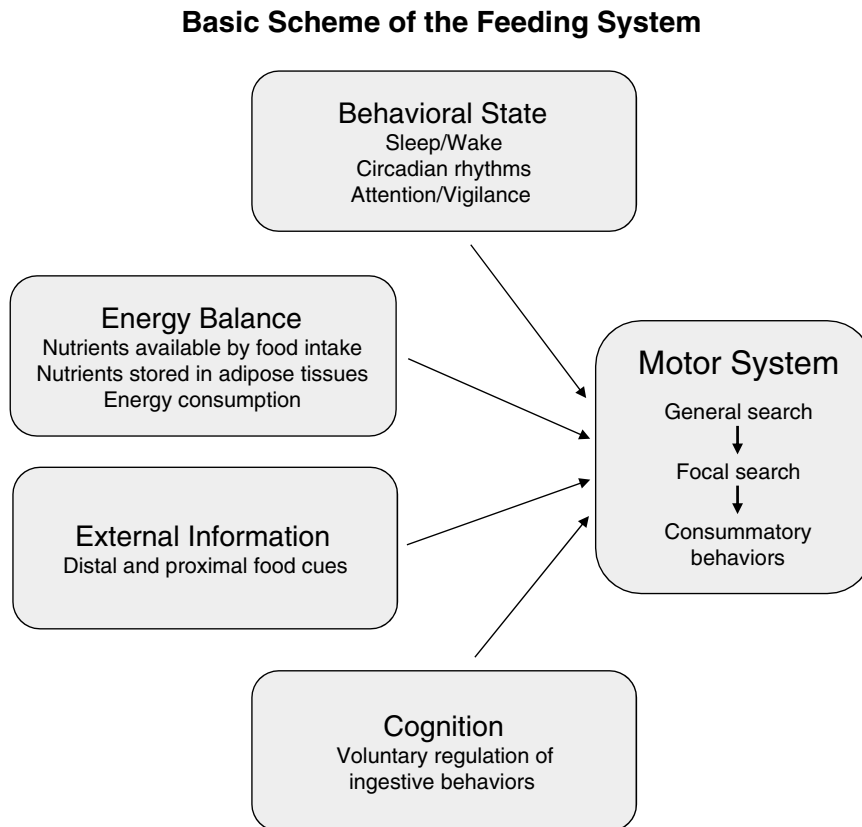 Basic Scheme of the Feeding System
Behavioral State
Sleep/Wake
Circadian rhythms
Attention/Vigilance
Energy Balance
Nutrients available by food intake
Nutrients stored in adipose tissues
Energy consumption
External Information
Distal and proximal food cues
Cognition
Voluntary regulation of
ingestive behaviors
Motor System
General search
Focal search
Consummatory
behaviors